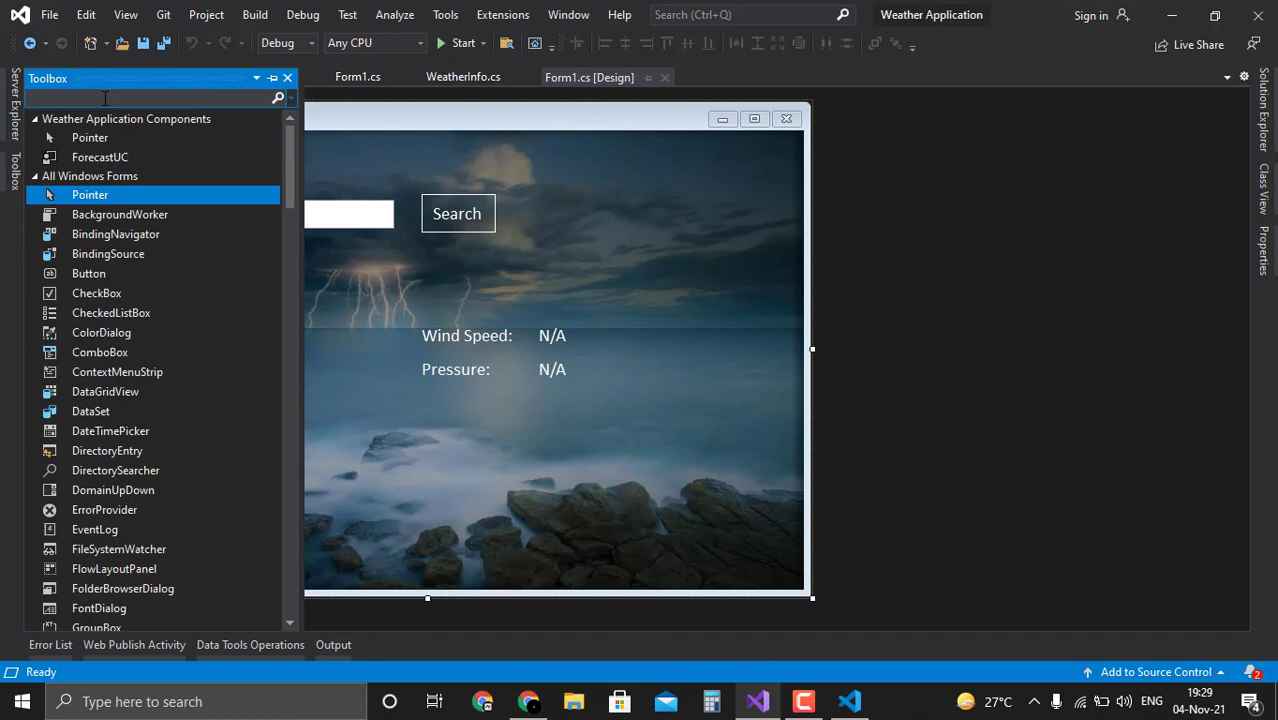 File Edit View Git Project Build Debug Test Analyze Tools Extensions Window Help Search Weather Application Sign in
Debug Any CPU Start Live Share
Toolbox Form1.cs WeatherInfo.cs Form1.cs [Design]
Server Explorer
Toolbox
Weather Application Components
Pointer
ForecastUC
All Windows Forms
Pointer
BackgroundWorker
BindingNavigator
BindingSource
Button
CheckBox
CheckedListBox
ColorDialog
ComboBox
ContextMenuStrip
DataGridView
DataSet
DateTimePicker
DirectoryEntry
DirectorySearcher
DomainUpDown
ErrorProvider
EventLog
FileSystemWatcher
FlowLayoutPanel
FolderBrowserDialog
FontDialog
GroupBox
Search
Wind Speed: N/A
Pressure: N/A
Solution Explorer
Class View
Properties
Error List Web Publish Activity Data Tools Operations Output
Ready Add to Source Control 2
Type here to search 27°C ENG 19:29
04-Nov-21 4